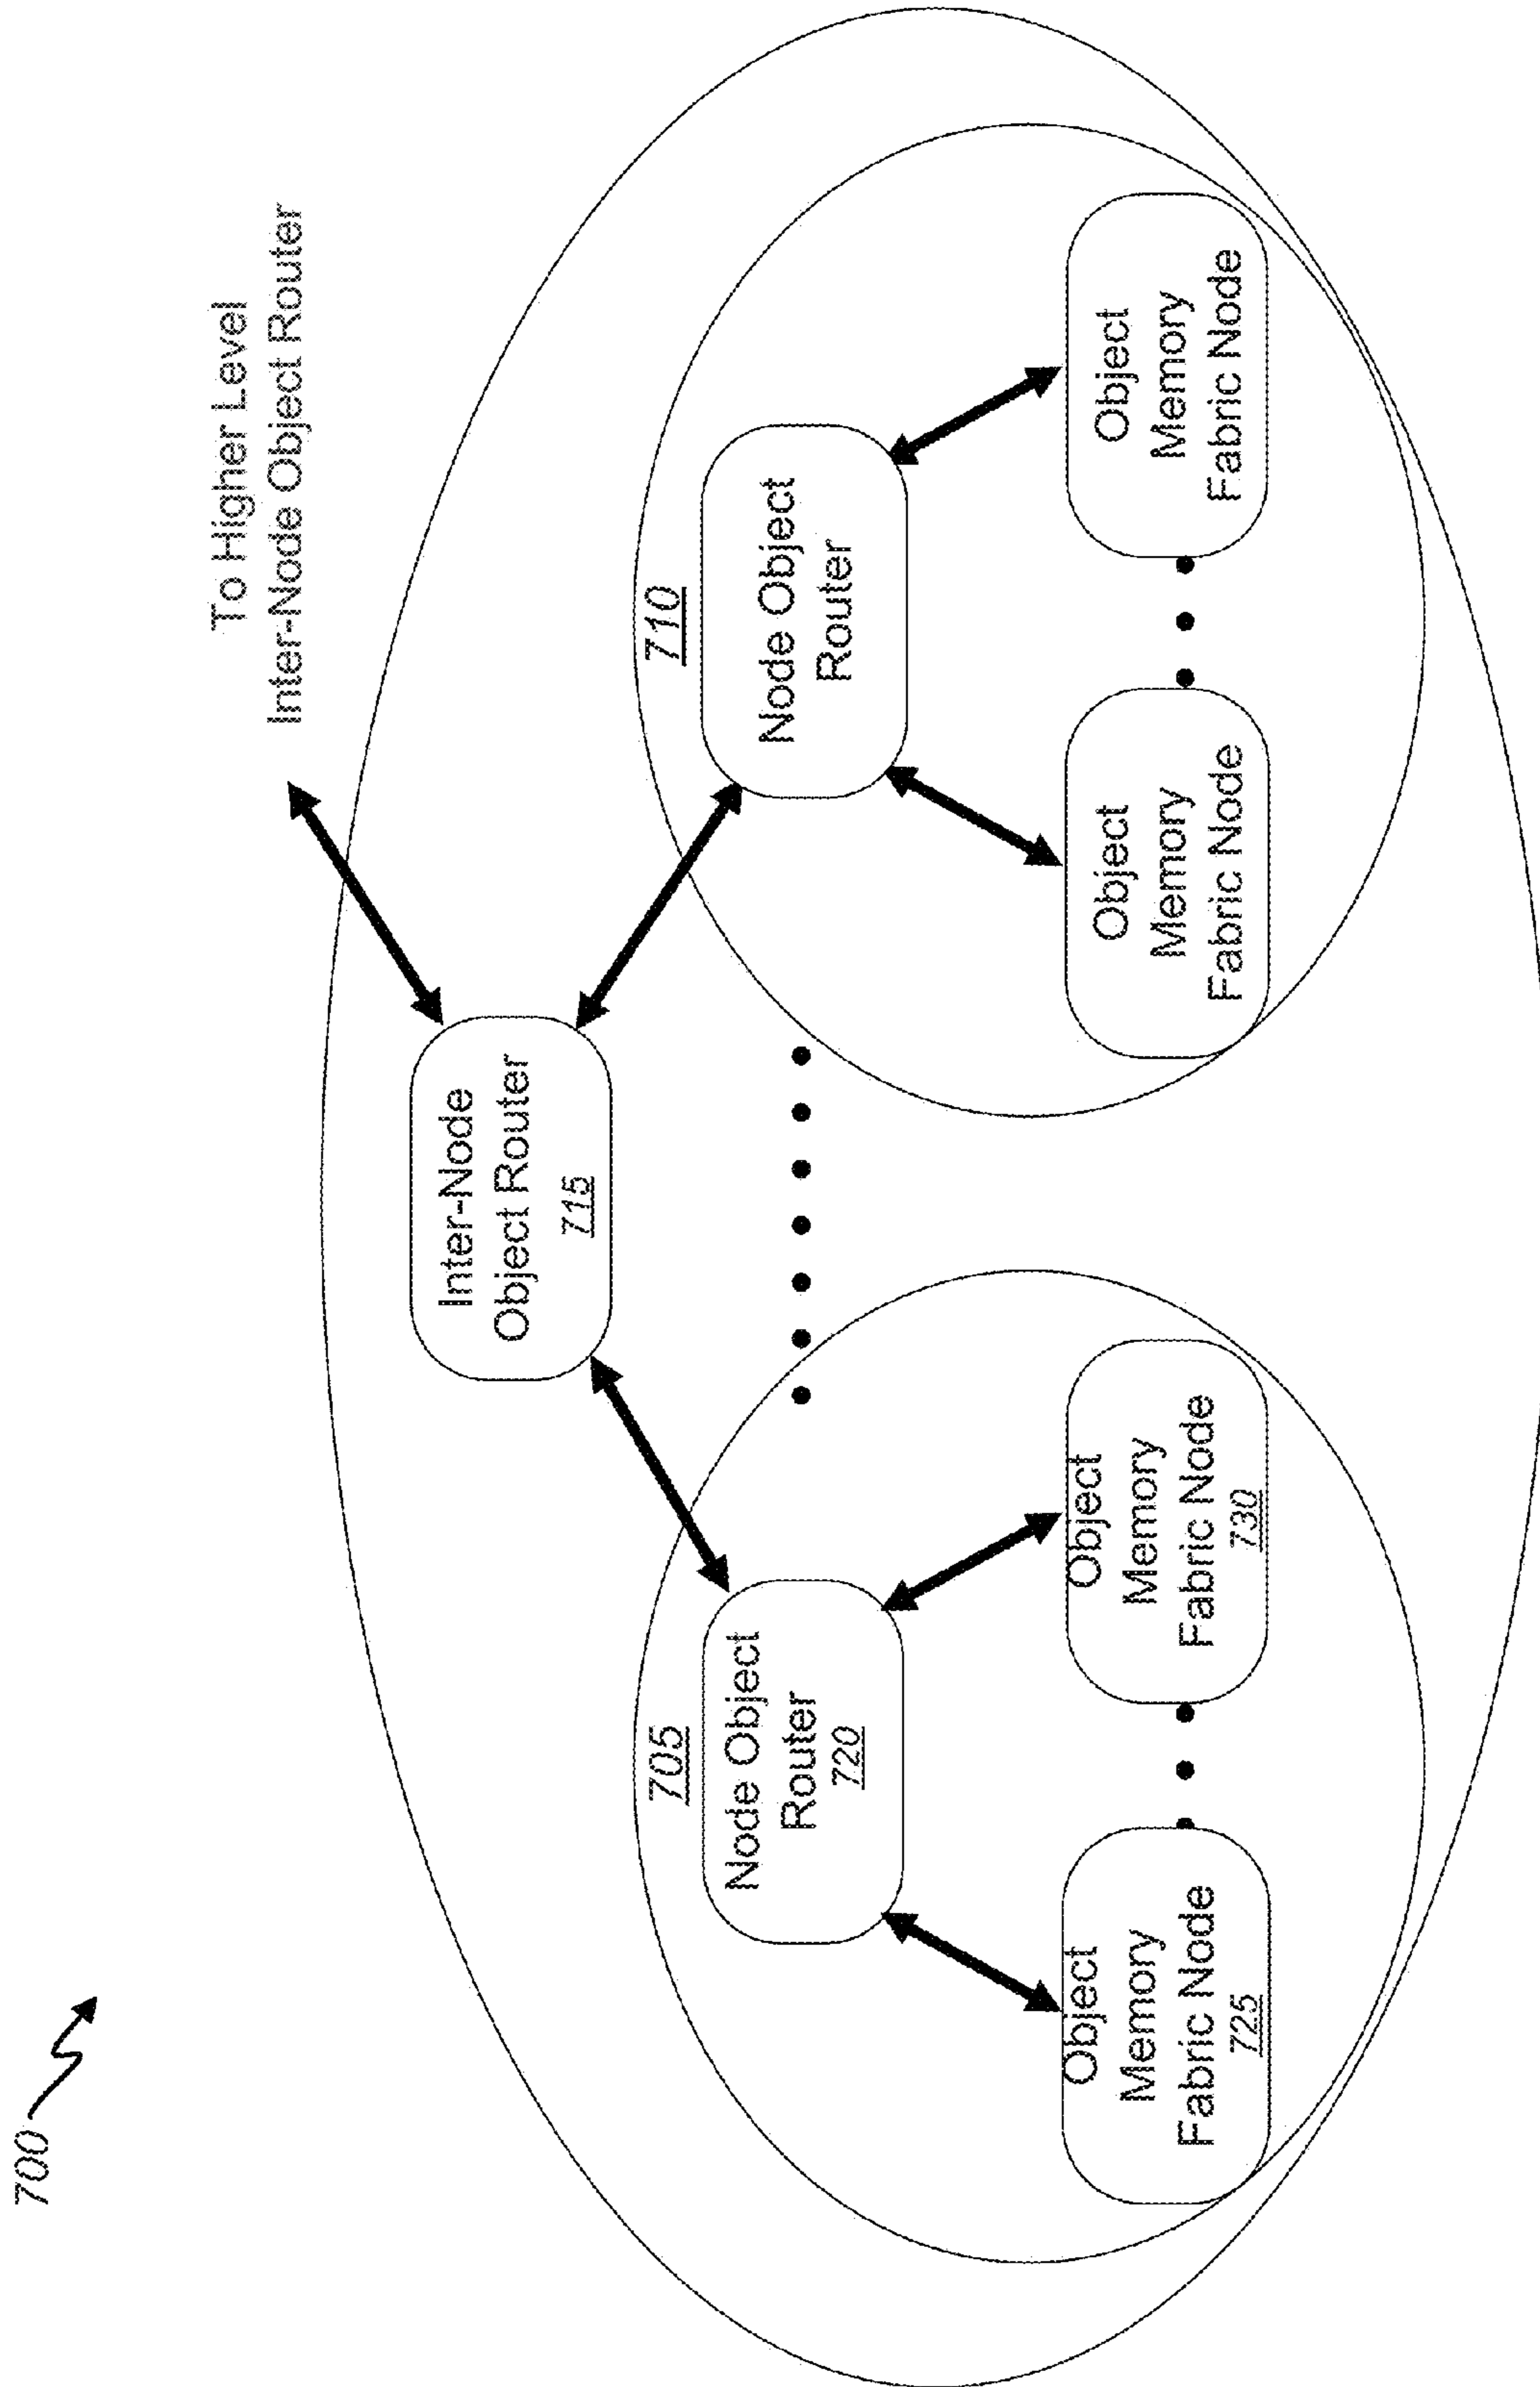 700
To Higher Level
Inter-Node Object Router
Inter-Node
Object Router
715
705
Node Object
Router
720
Object
Memory
Fabric Node
725
Object
Memory
Fabric Node
730
710
Node Object
Router
Object
Memory
Fabric Node
Object
Memory
Fabric Node